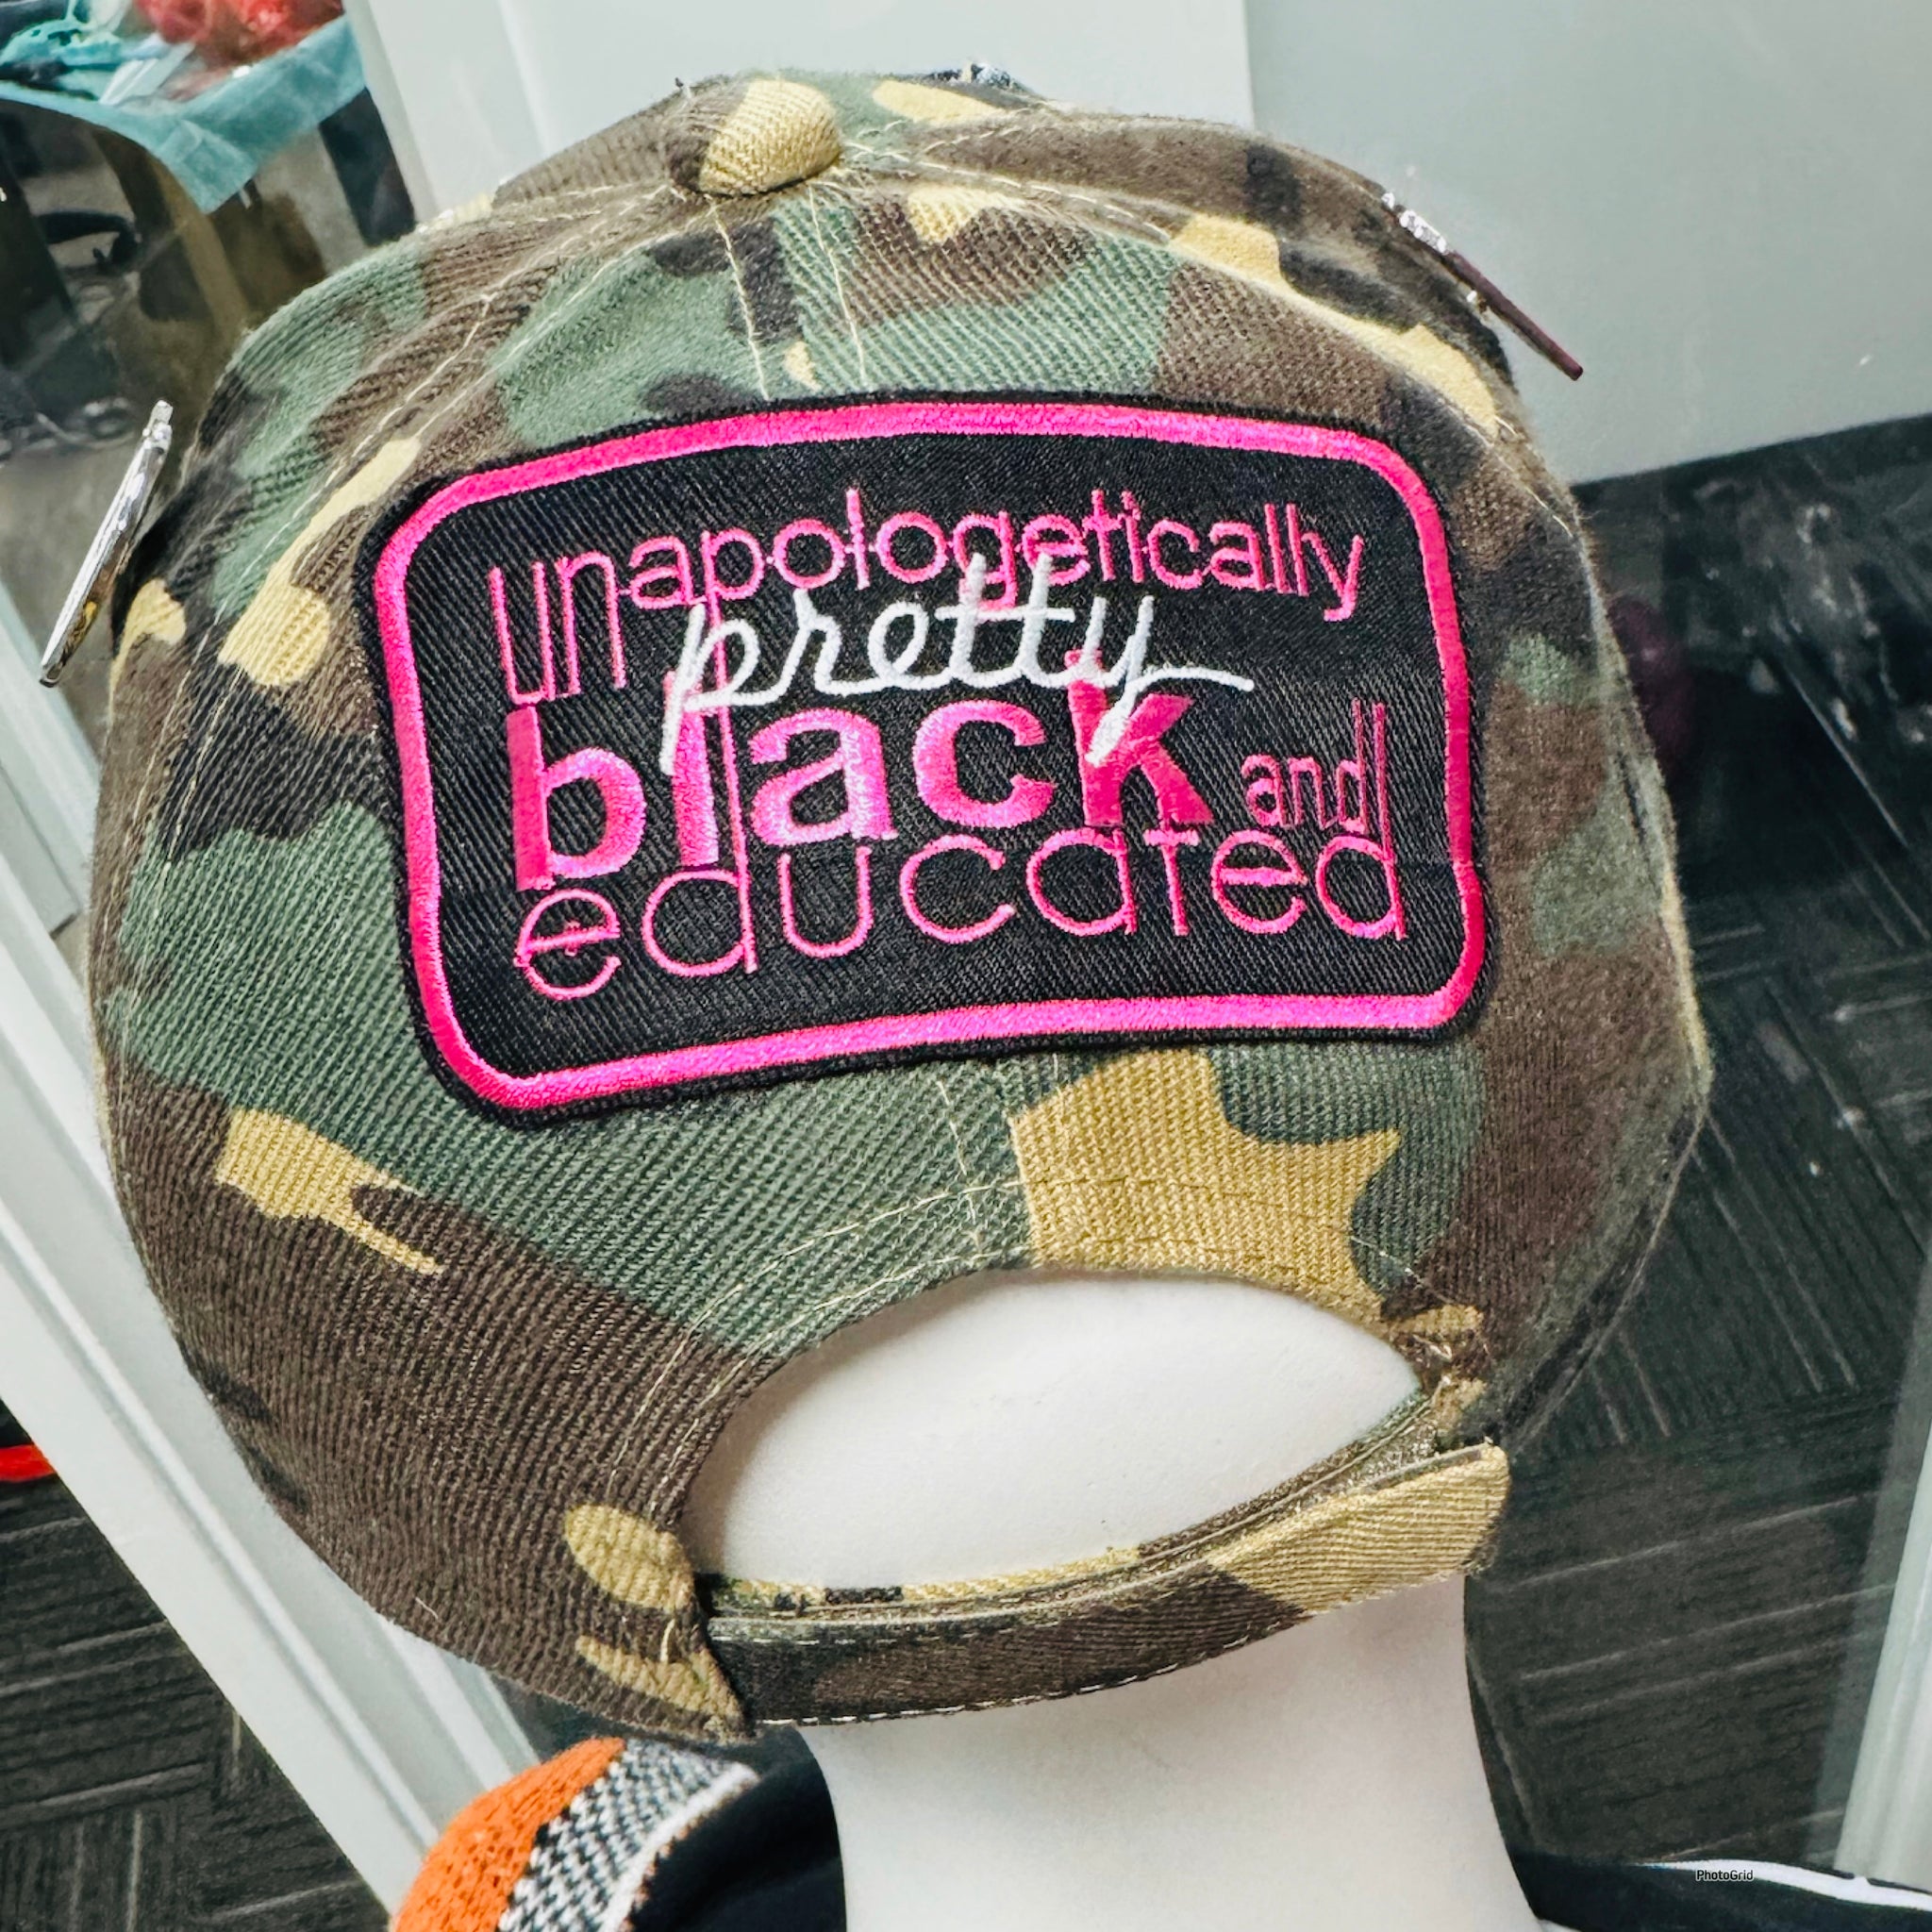 unapologetically
pretty
black and
educated
PhotoGrid